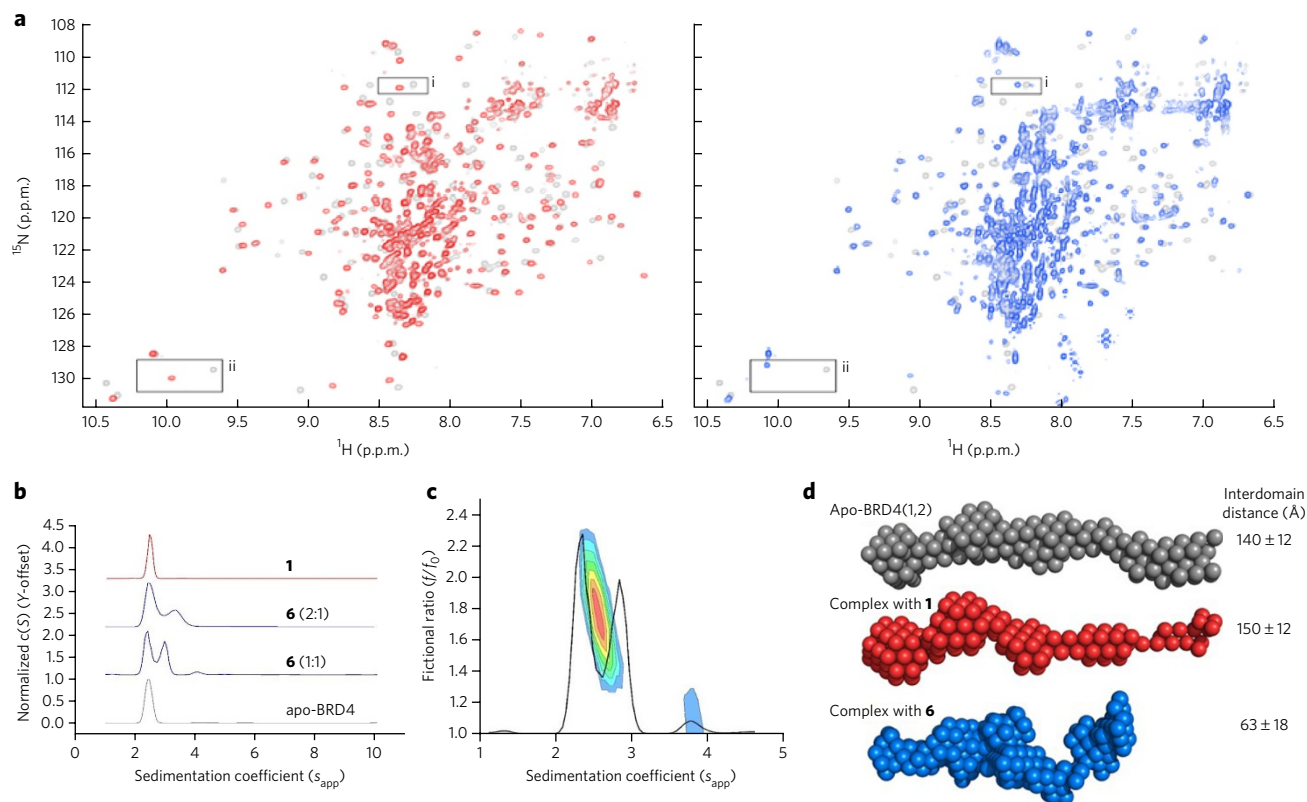 a
108
110
112
114
116
118
120
122
124
126
128
130
¹⁵N (p.p.m.)
i
ii
10.5 10.0 9.5 9.0 8.5 8.0 7.5 7.0 6.5
¹H (p.p.m.)
i
ii
10.5 10.0 9.5 9.0 8.5 8.0 7.5 7.0 6.5
¹H (p.p.m.)
b
Normalized c(S) (Y-offset)
4.5
4.0
3.5
3.0
2.5
2.0
1.5
1.0
0.5
0.0
1
6 (2:1)
6 (1:1)
apo-BRD4
0 2 4 6 8 10
Sedimentation coefficient (s_app)
c
Frictional ratio (f/f₀)
2.4
2.2
2.0
1.8
1.6
1.4
1.2
1.0
1 2 3 4 5
Sedimentation coefficient (s_app)
d
Interdomain
distance (Å)
Apo-BRD4(1,2)
140 ± 12
Complex with 1
150 ± 12
Complex with 6
63 ± 18